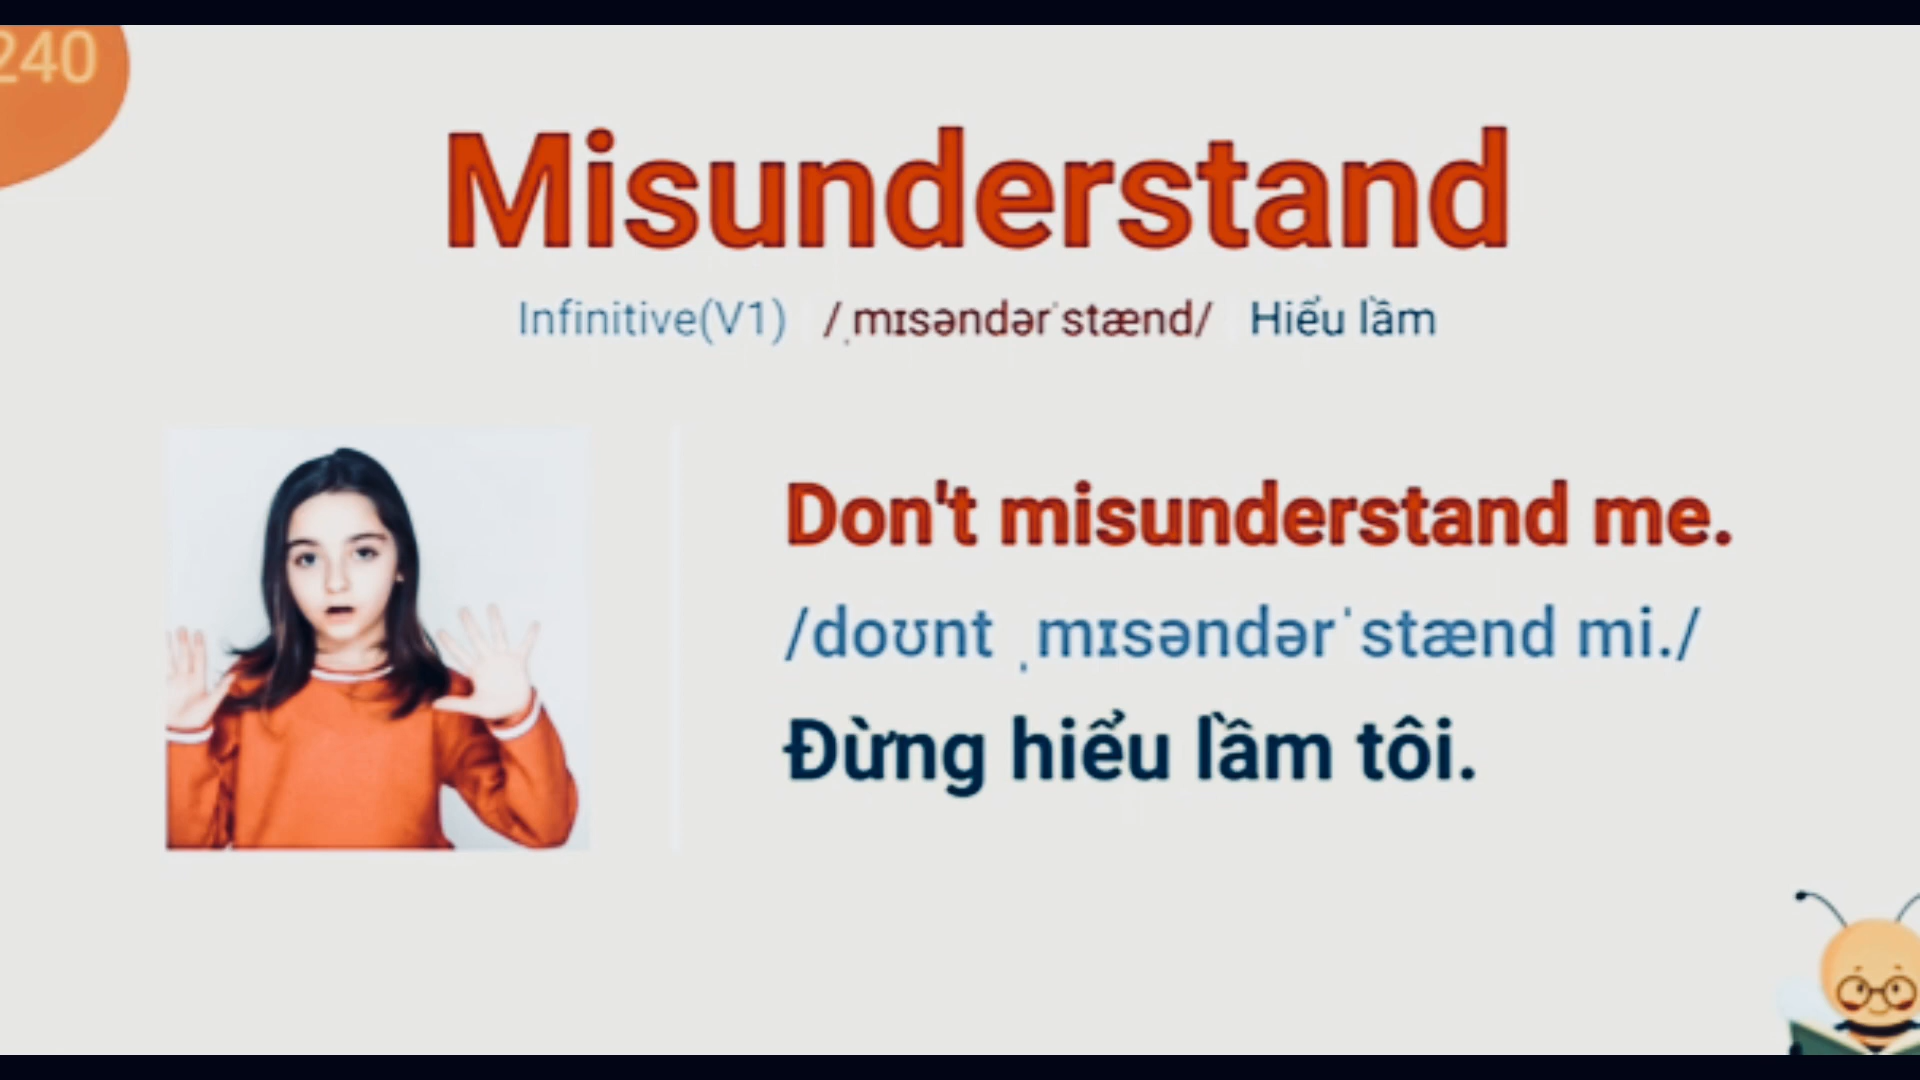 240
Misunderstand
Infinitive(V1) /ˌmɪsəndərˈstænd/ Hiểu lầm
Don't misunderstand me.
/doʊnt ˌmɪsəndərˈstænd mi./
Đừng hiểu lầm tôi.